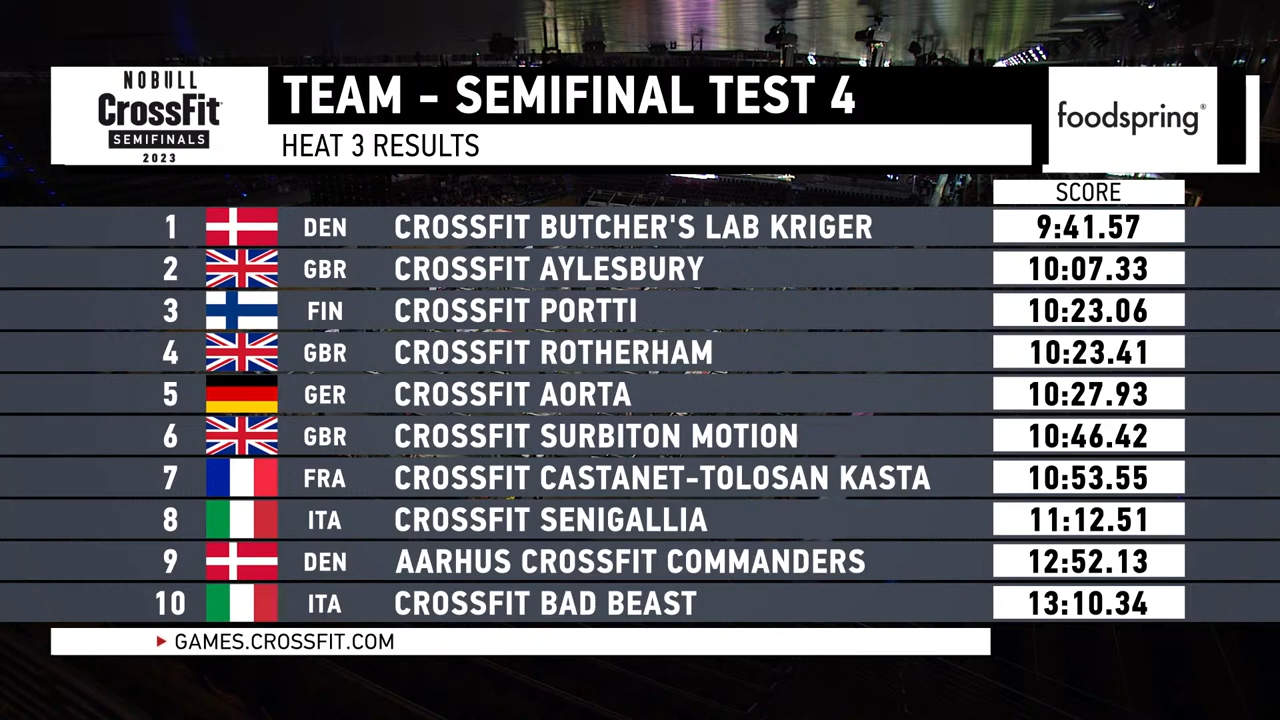 NOBULL
CrossFit
SEMIFINALS
2023
TEAM - SEMIFINAL TEST 4
HEAT 3 RESULTS
foodspring®
SCORE
1 DEN CROSSFIT BUTCHER'S LAB KRIGER 9:41.57
2 GBR CROSSFIT AYLESBURY 10:07.33
3 FIN CROSSFIT PORTTI 10:23.06
4 GBR CROSSFIT ROTHERHAM 10:23.41
5 GER CROSSFIT AORTA 10:27.93
6 GBR CROSSFIT SURBITON MOTION 10:46.42
7 FRA CROSSFIT CASTANET-TOLOSAN KASTA 10:53.55
8 ITA CROSSFIT SENIGALLIA 11:12.51
9 DEN AARHUS CROSSFIT COMMANDERS 12:52.13
10 ITA CROSSFIT BAD BEAST 13:10.34
GAMES.CROSSFIT.COM